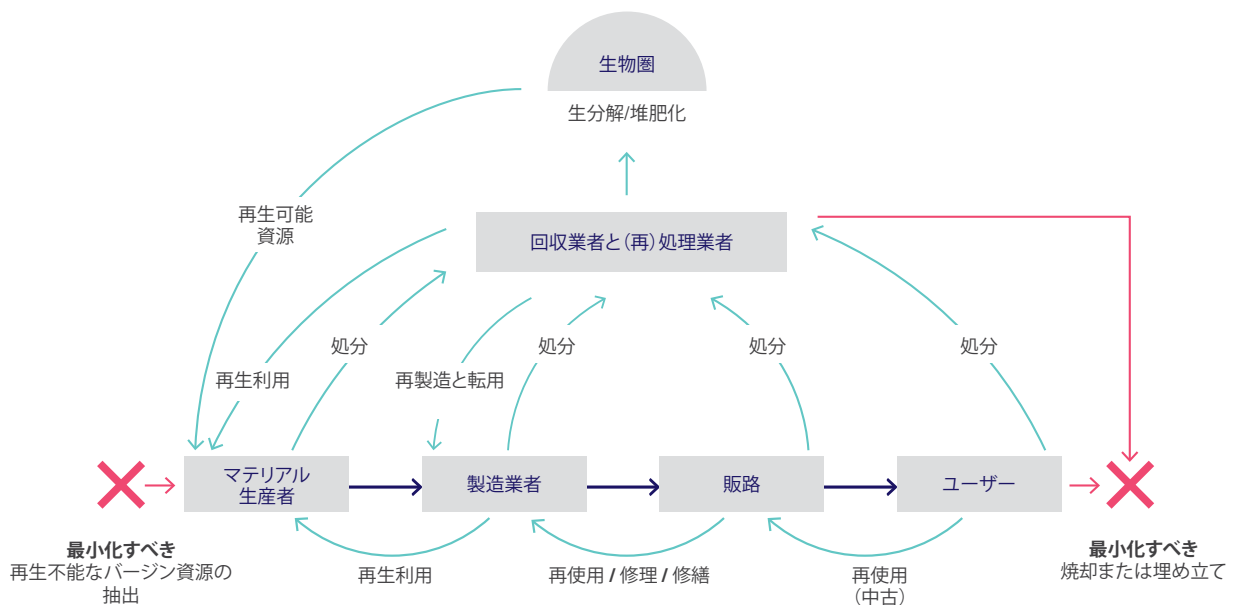 生物圏
生分解/堆肥化
再生可能
資源
回収業者と（再）処理業者
処分
処分
処分
処分
再生利用
再製造と転用
マテリアル
生産者
製造業者
販路
ユーザー
最小化すべき
再生不能なバージン資源の
抽出
再生利用
再使用 / 修理 / 修繕
再使用
（中古）
最小化すべき
焼却または埋め立て